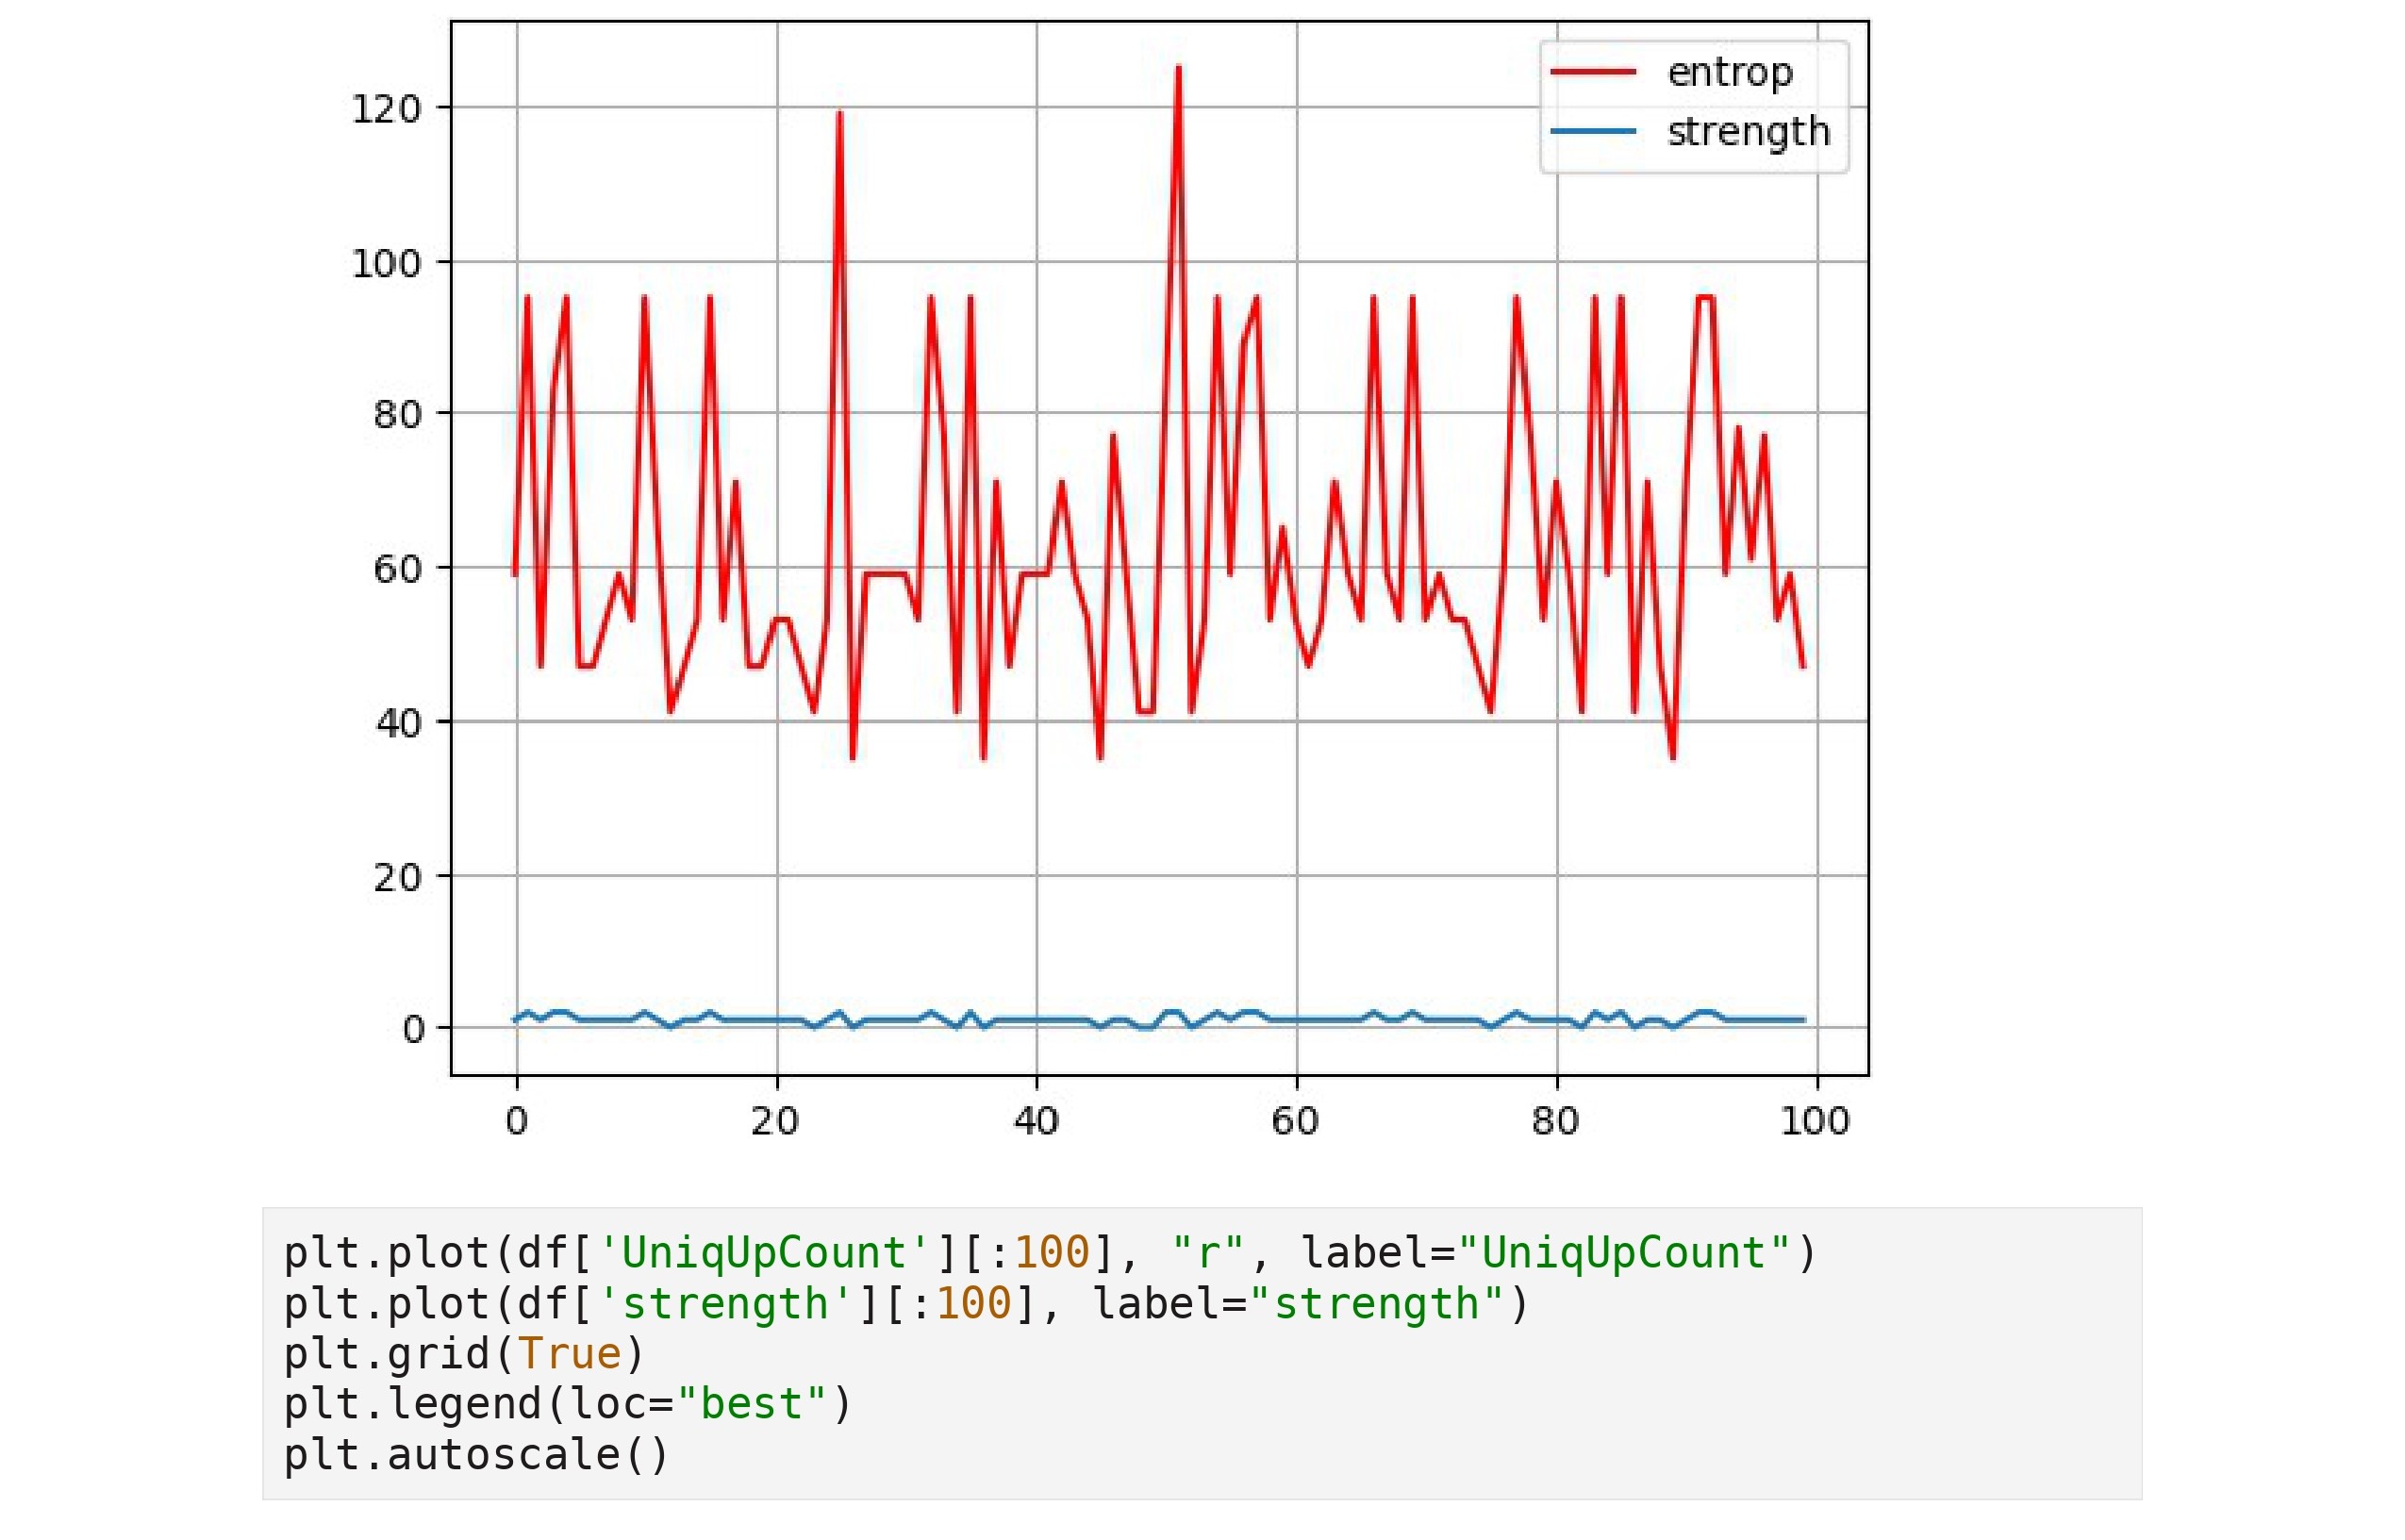 entrop
strength
120
100
80
60
40
20
0
0 20 40 60 80 100
plt.plot(df['UniqUpCount'][:100], "r", label="UniqUpCount")
plt.plot(df['strength'][:100], label="strength")
plt.grid(True)
plt.legend(loc="best")
plt.autoscale()